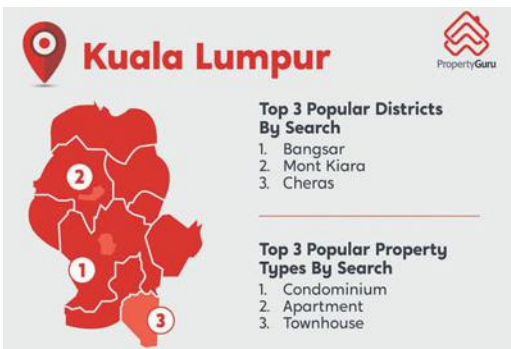 Kuala Lumpur
PropertyGuru
Top 3 Popular Districts
By Search
1. Bangsar
2. Mont Kiara
3. Cheras
2
1
3
Top 3 Popular Property
Types By Search
1. Condominium
2. Apartment
3. Townhouse